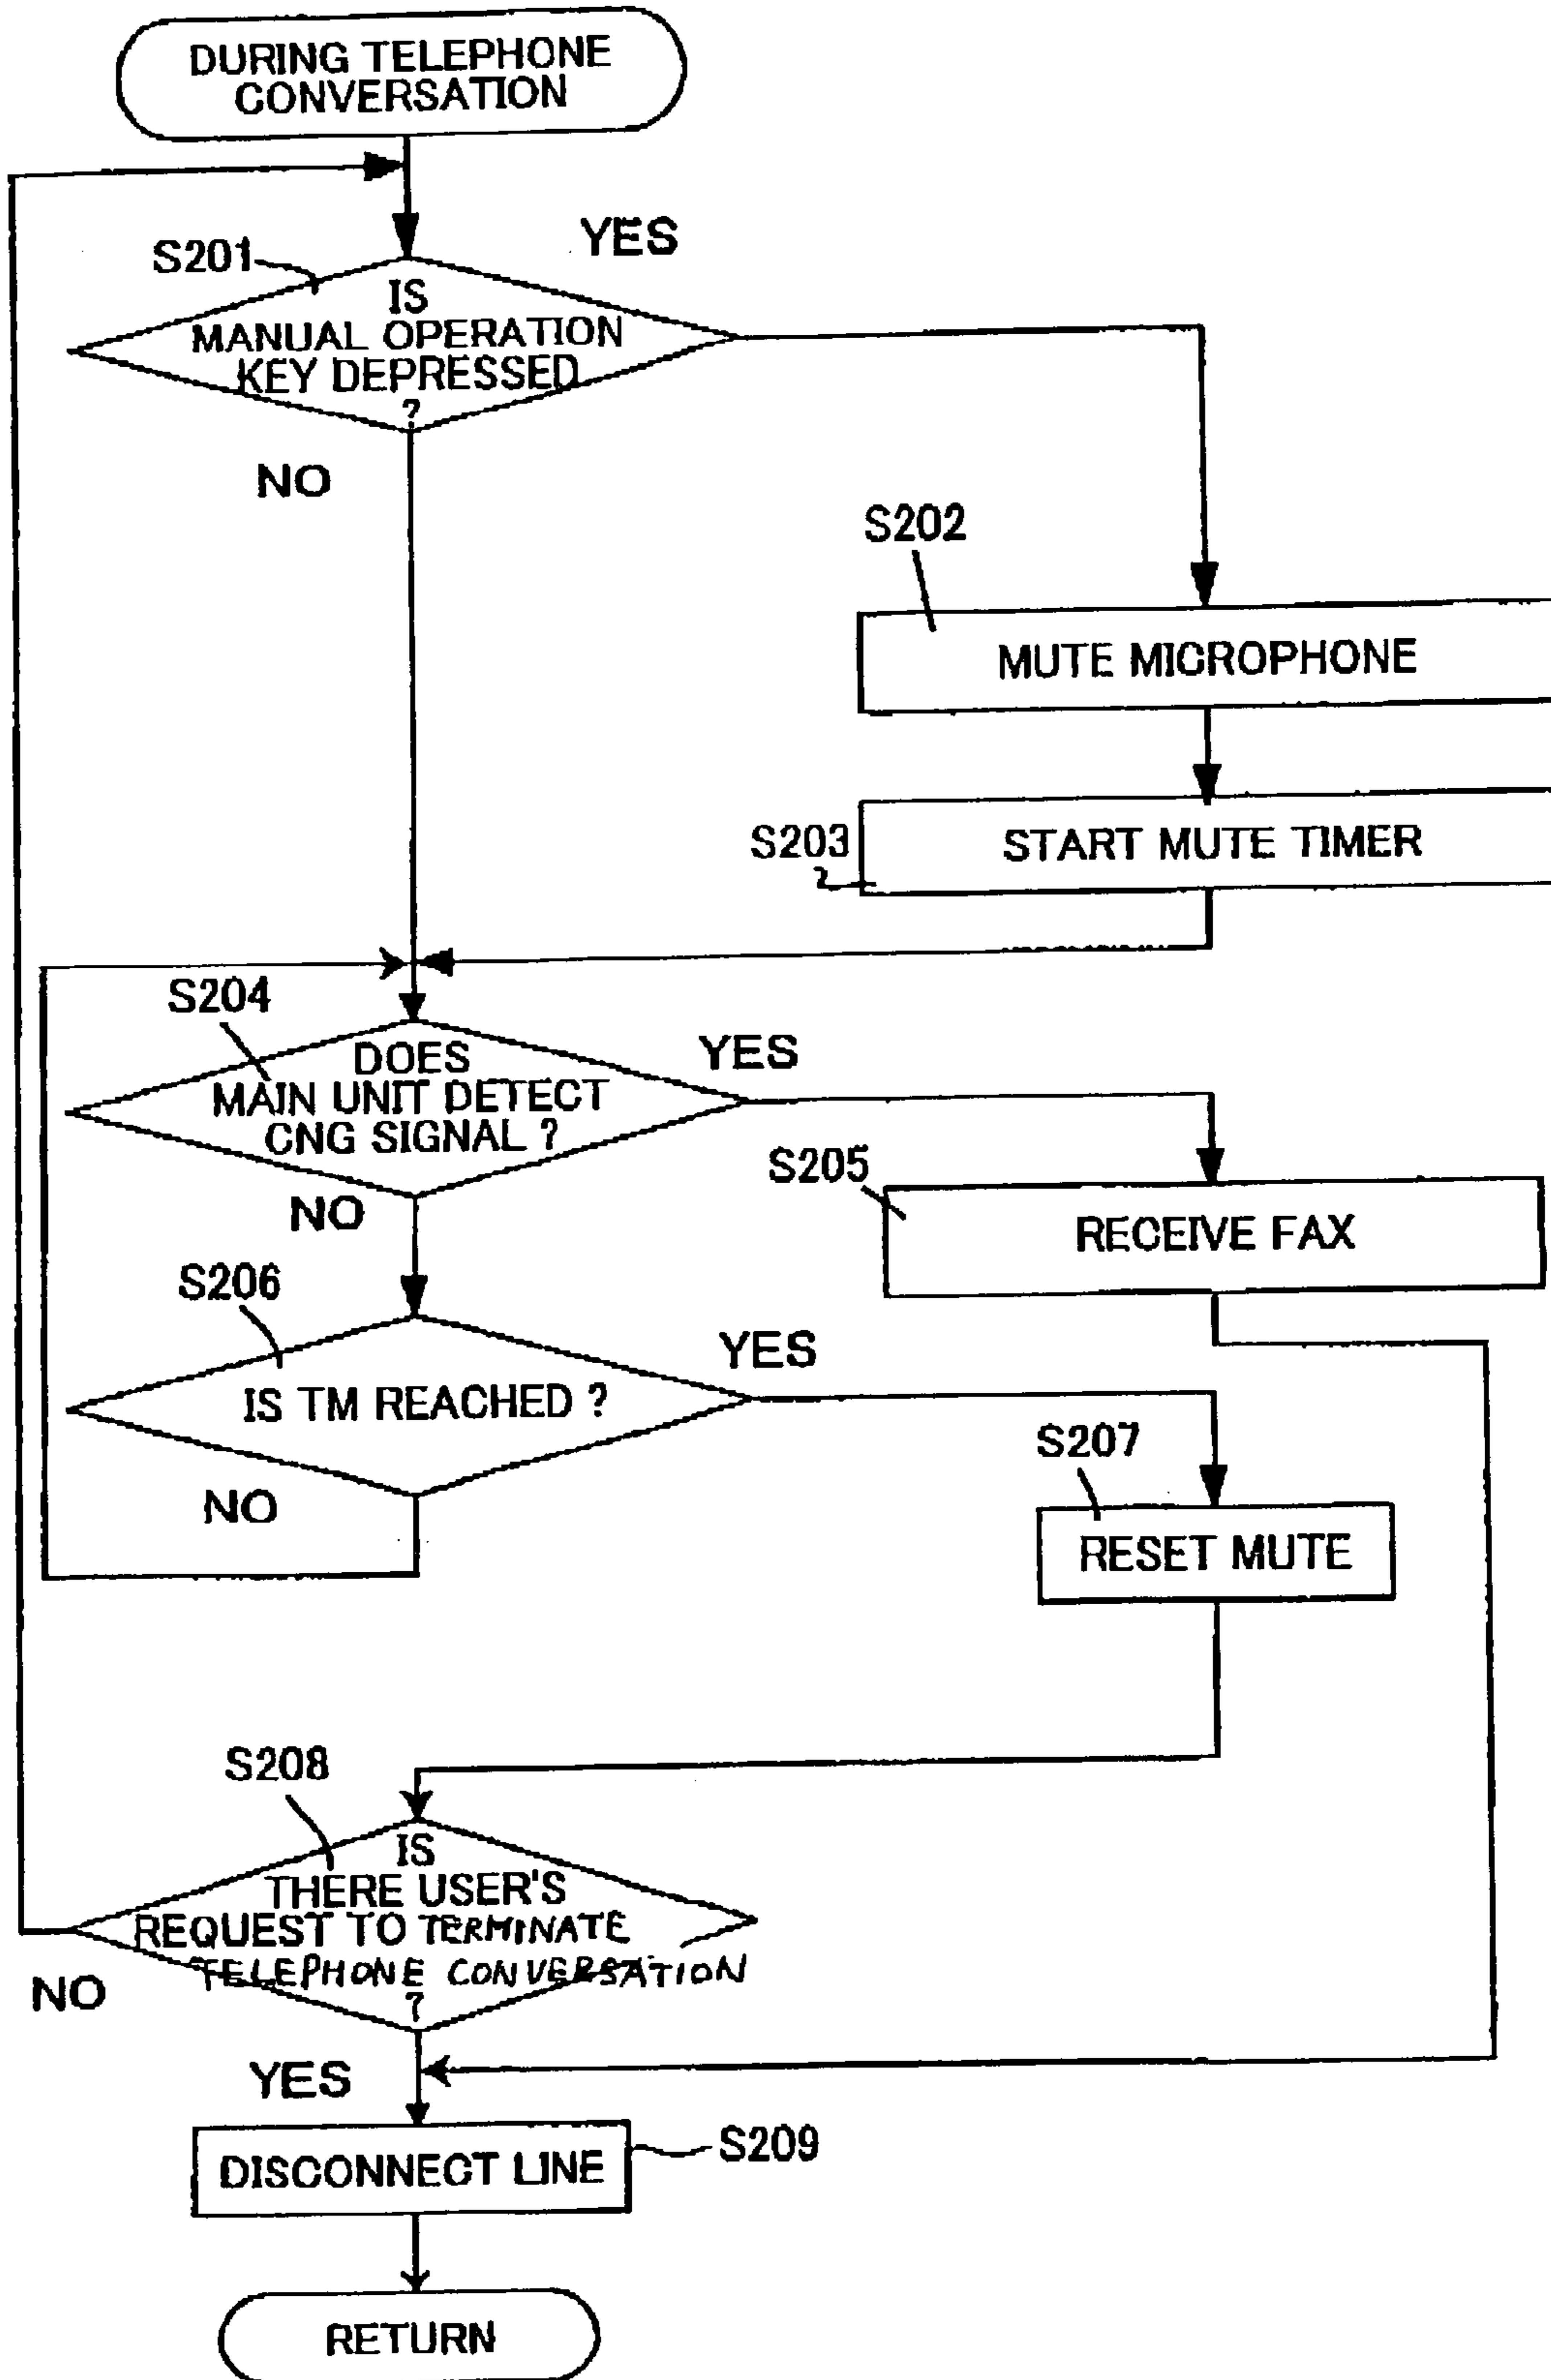 DURING TELEPHONE
CONVERSATION
YES
S201
IS
MANUAL OPERATION
KEY DEPRESSED
?
NO
S202
MUTE MICROPHONE
S203
START MUTE TIMER
S204
DOES
MAIN UNIT DETECT
CNG SIGNAL ?
YES
NO
S205
RECEIVE FAX
S206
IS TM REACHED ?
YES
NO
S207
RESET MUTE
S208
IS
THERE USER'S
REQUEST TO TERMINATE
TELEPHONE CONVERSATION
?
NO
YES
DISCONNECT LINE
S209
RETURN